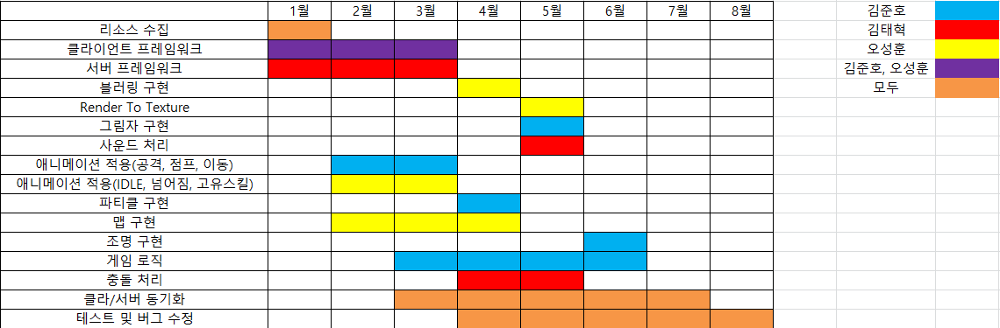 1월 2월 3월 4월 5월 6월 7월 8월 김준호
리소스 수집 김태혁
클라이언트 프레임워크 오성훈
서버 프레임워크 김준호, 오성훈
블러링 구현 모두
Render To Texture
그림자 구현
사운드 처리
애니메이션 적용(공격, 점프, 이동)
애니메이션 적용(IDLE, 넘어짐, 고유스킬)
파티클 구현
맵 구현
조명 구현
게임 로직
충돌 처리
클라/서버 동기화
테스트 및 버그 수정